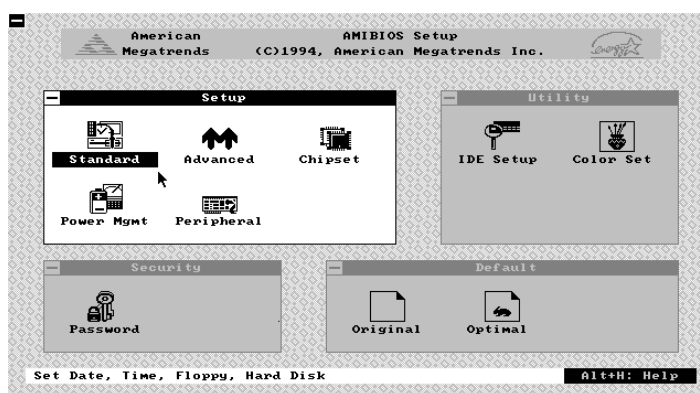 American Megatrends
AMIBIOS Setup
(C)1994, American Megatrends Inc.
energy
Setup
Utility
Standard
Advanced
Chipset
IDE Setup
Color Set
Power Mgmt
Peripheral
Security
Default
Password
Original
Optimal
Set Date, Time, Floppy, Hard Disk
Alt+H: Help